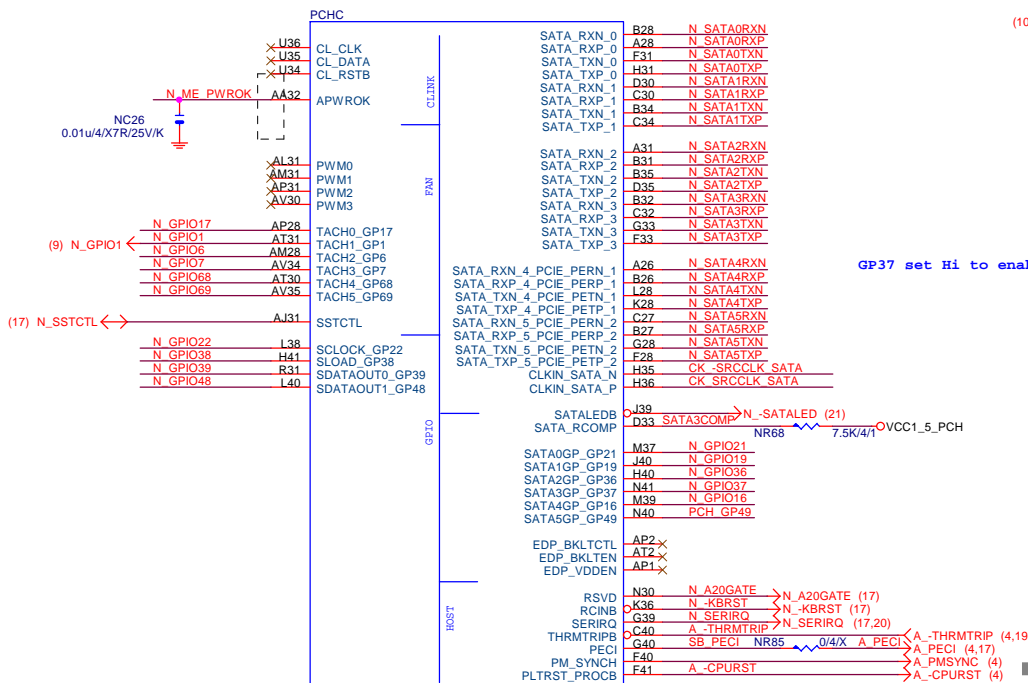 PCHC
(10
U36 CL_CLK
U35 CL_DATA
U34 CL_RSTB
N_ME_PWROK AA32 APWROK
NC26
0.01u/4/X7R/25V/K
CLINK
AL31 PWM0
AM31 PWM1
AP31 PWM2
AV30 PWM3
FAN
N_GPIO17 AP28 TACH0_GP17
(9) N_GPIO1 N_GPIO1 AT31 TACH1_GP1
N_GPIO6 AM28 TACH2_GP6
N_GPIO7 AV34 TACH3_GP7
N_GPIO68 AT30 TACH4_GP68
N_GPIO69 AV35 TACH5_GP69
(17) N_SSTCTL AJ31 SSTCTL
N_GPIO22 L38 SCLOCK_GP22
N_GPIO38 H41 SLOAD_GP38
N_GPIO39 R31 SDATAOUT0_GP39
N_GPIO48 L40 SDATAOUT1_GP48
GPIO
HOST
SATA_RXN_0 B28 N_SATA0RXN
SATA_RXP_0 A28 N_SATA0RXP
SATA_TXN_0 F31 N_SATA0TXN
SATA_TXP_0 H31 N_SATA0TXP
SATA_RXN_1 D30 N_SATA1RXN
SATA_RXP_1 C30 N_SATA1RXP
SATA_TXN_1 B34 N_SATA1TXN
SATA_TXP_1 C34 N_SATA1TXP
SATA_RXN_2 A31 N_SATA2RXN
SATA_RXP_2 B31 N_SATA2RXP
SATA_TXN_2 B35 N_SATA2TXN
SATA_TXP_2 D35 N_SATA2TXP
SATA_RXN_3 B32 N_SATA3RXN
SATA_RXP_3 C32 N_SATA3RXP
SATA_TXN_3 G33 N_SATA3TXN
SATA_TXP_3 F33 N_SATA3TXP
SATA_RXN_4_PCIE_PERN_1 A26 N_SATA4RXN
GP37 set Hi to enal
SATA_RXP_4_PCIE_PERP_1 B26 N_SATA4RXP
SATA_TXN_4_PCIE_PETN_1 L28 N_SATA4TXN
SATA_TXP_4_PCIE_PETP_1 K28 N_SATA4TXP
SATA_RXN_5_PCIE_PERN_2 C27 N_SATA5RXN
SATA_RXP_5_PCIE_PERP_2 B27 N_SATA5RXP
SATA_TXN_5_PCIE_PETN_2 G28 N_SATA5TXN
SATA_TXP_5_PCIE_PETP_2 F28 N_SATA5TXP
CLKIN_SATA_N H35 CK_-SRCCLK_SATA
CLKIN_SATA_P H36 CK_SRCCLK_SATA
SATALEDB J39 N_-SATALED (21)
SATA_RCOMP D33 SATA3COMP NR68 7.5K/4/1 VCC1_5_PCH
SATA0GP_GP21 M37 N_GPIO21
SATA1GP_GP19 J40 N_GPIO19
SATA2GP_GP36 H40 N_GPIO36
SATA3GP_GP37 N41 N_GPIO37
SATA4GP_GP16 M39 N_GPIO16
SATA5GP_GP49 N40 PCH_GP49
EDP_BKLTCTL AP2
EDP_BKLTEN AT2
EDP_VDDEN AP1
RSVD N30 N_A20GATE N_A20GATE (17)
RCINB K36 N_-KBRST N_-KBRST (17)
SERIRQ G39 N_SERIRQ N_SERIRQ (17,20)
THRMTRIPB C40 A_-THRMTRIP A_-THRMTRIP (4,19
PECI G40 SB_PECI NR85 0/4/X A_PECI A_PECI (4,17)
PM_SYNCH F40 A_PMSYNC (4)
PLTRST_PROCB F41 A_-CPURST A_-CPURST (4)